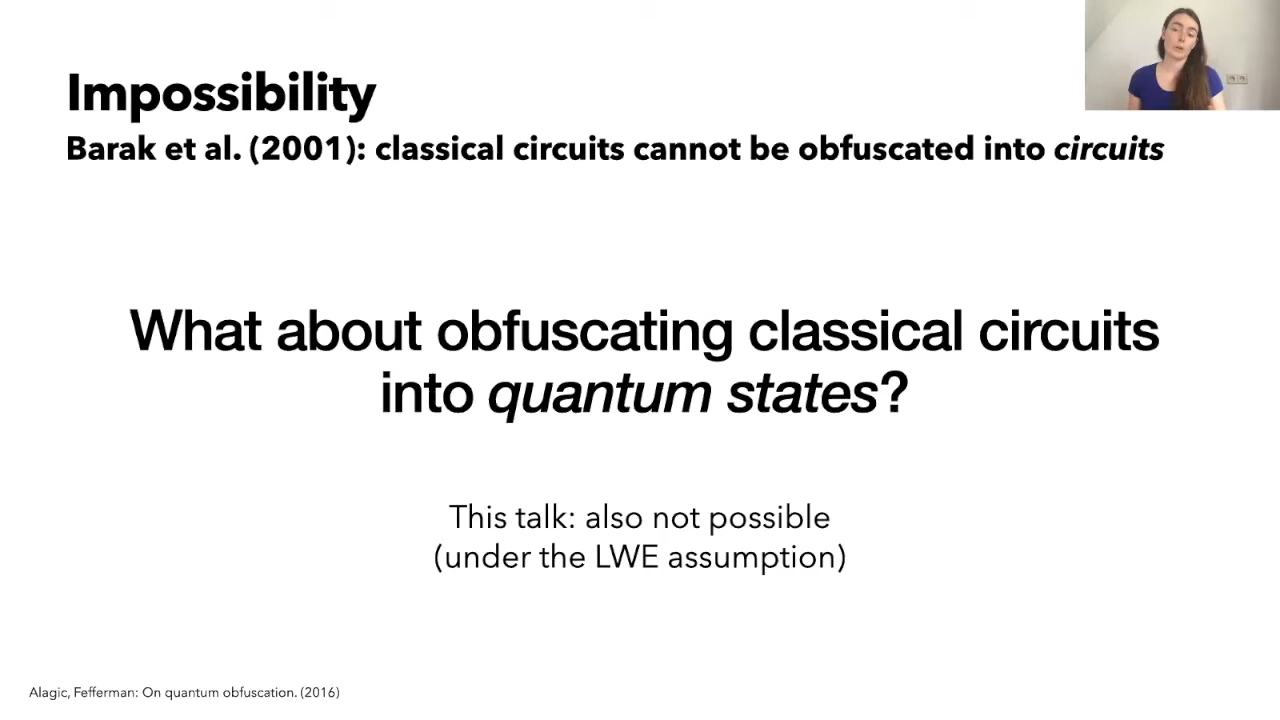 Impossibility
Barak et al. (2001): classical circuits cannot be obfuscated into circuits
What about obfuscating classical circuits
into quantum states?
This talk: also not possible
(under the LWE assumption)
Alagic, Fefferman: On quantum obfuscation. (2016)